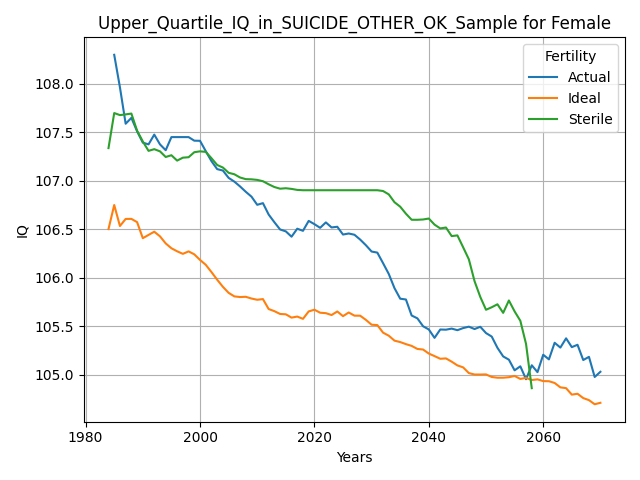 Upper_Quartile_IQ_in_SUICIDE_OTHER_OK_Sample for Female
Fertility
Actual
Ideal
Sterile
108.0
107.5
107.0
106.5
106.0
105.5
105.0
IQ
1980
2000
2020
2040
2060
Years